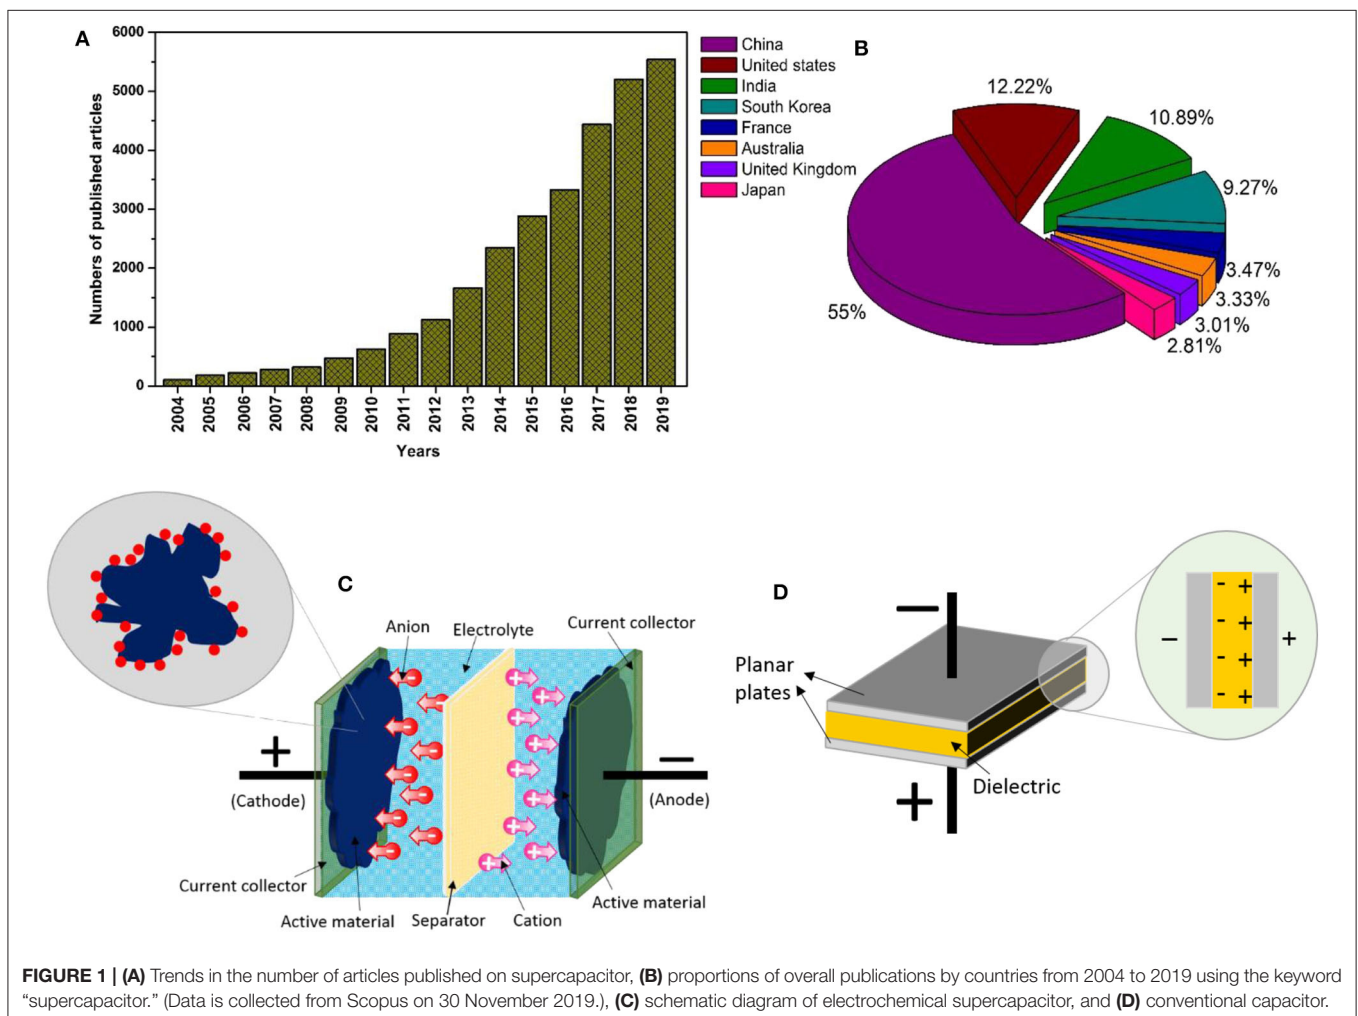 A
6000
5000
4000
3000
2000
1000
0
Numbers of published articles
2004
2005
2006
2007
2008
2009
2010
2011
2012
2013
2014
2015
2016
2017
2018
2019
Years
China
United states
India
South Korea
France
Australia
United Kingdom
Japan
B
12.22%
10.89%
9.27%
3.47%
3.33%
3.01%
2.81%
55%
C
Anion
Electrolyte
Current collector
+
(Cathode)
−
(Anode)
Current collector
Active material
Separator
Cation
Active material
D
−
Planar
plates
Dielectric
+
− - + +
- +
- +
- +
FIGURE 1 | (A) Trends in the number of articles published on supercapacitor, (B) proportions of overall publications by countries from 2004 to 2019 using the keyword
“supercapacitor.” (Data is collected from Scopus on 30 November 2019.), (C) schematic diagram of electrochemical supercapacitor, and (D) conventional capacitor.